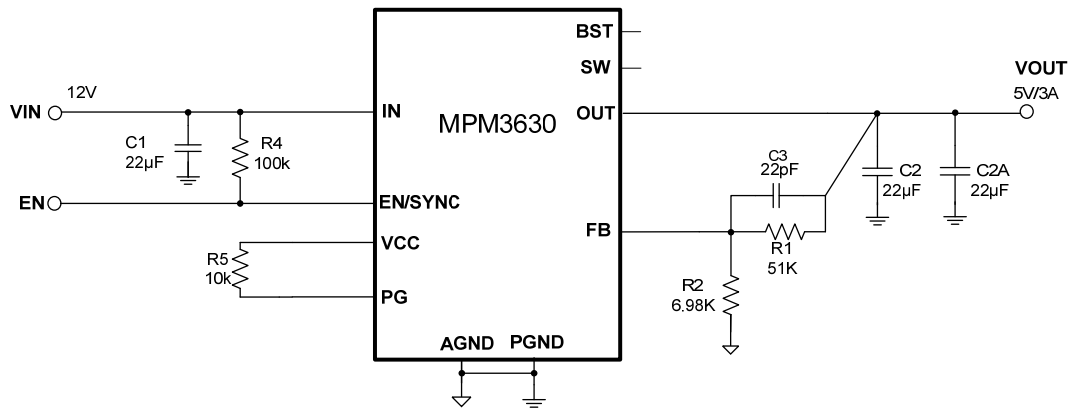 BST
SW
VOUT
12V
5V/3A
VIN
IN
OUT
MPM3630
C1
22µF
R4
100k
C3
22pF
C2
22µF
C2A
22µF
EN
EN/SYNC
FB
VCC
R1
51K
R5
10k
PG
R2
6.98K
AGND
PGND